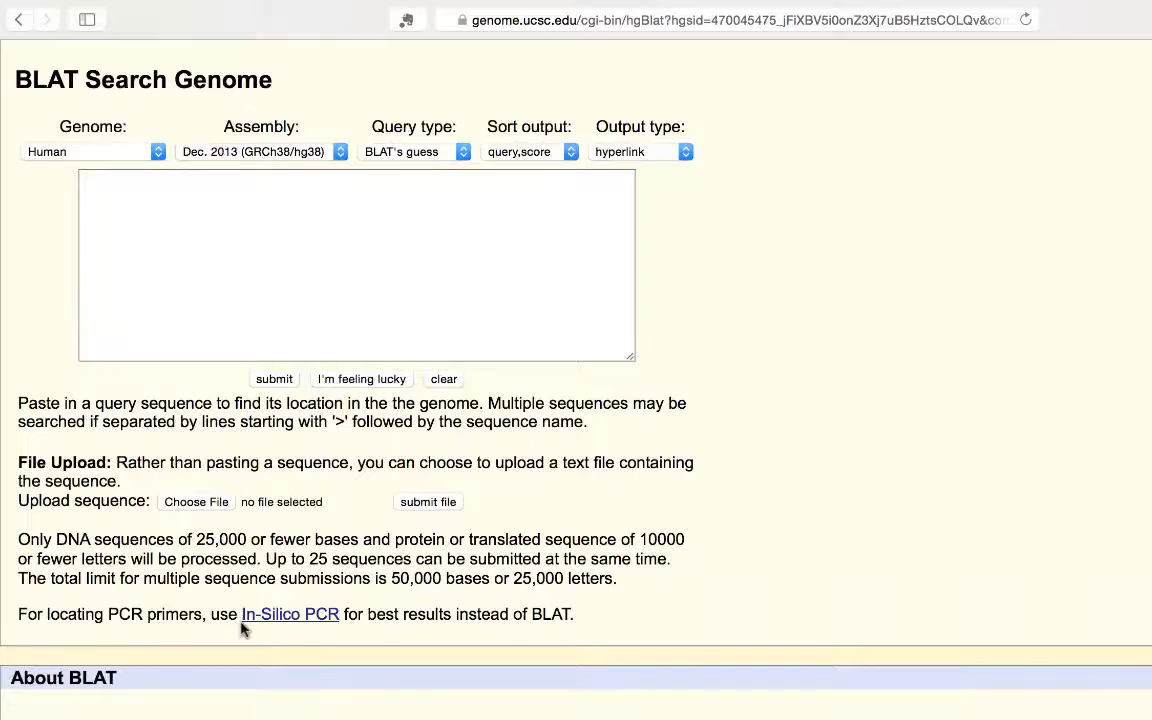 genome.ucsc.edu/cgi-bin/hgBlat?hgsid=470045475_jFiXBV5i0onZ3Xj7uB5HztsCOLQv&com
BLAT Search Genome
Genome: Assembly: Query type: Sort output: Output type:
Human Dec. 2013 (GRCh38/hg38) BLAT's guess query,score hyperlink
submit I'm feeling lucky clear
Paste in a query sequence to find its location in the the genome. Multiple sequences may be
searched if separated by lines starting with '>' followed by the sequence name.
File Upload: Rather than pasting a sequence, you can choose to upload a text file containing
the sequence.
Upload sequence: Choose File no file selected submit file
Only DNA sequences of 25,000 or fewer bases and protein or translated sequence of 10000
or fewer letters will be processed. Up to 25 sequences can be submitted at the same time.
The total limit for multiple sequence submissions is 50,000 bases or 25,000 letters.
For locating PCR primers, use In-Silico PCR for best results instead of BLAT.
About BLAT